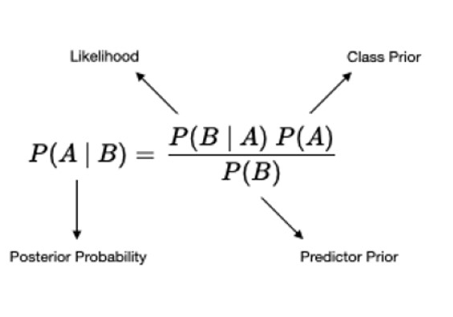 Likelihood
Class Prior
P(A | B) = P(B | A) P(A)
P(B)
Posterior Probability
Predictor Prior